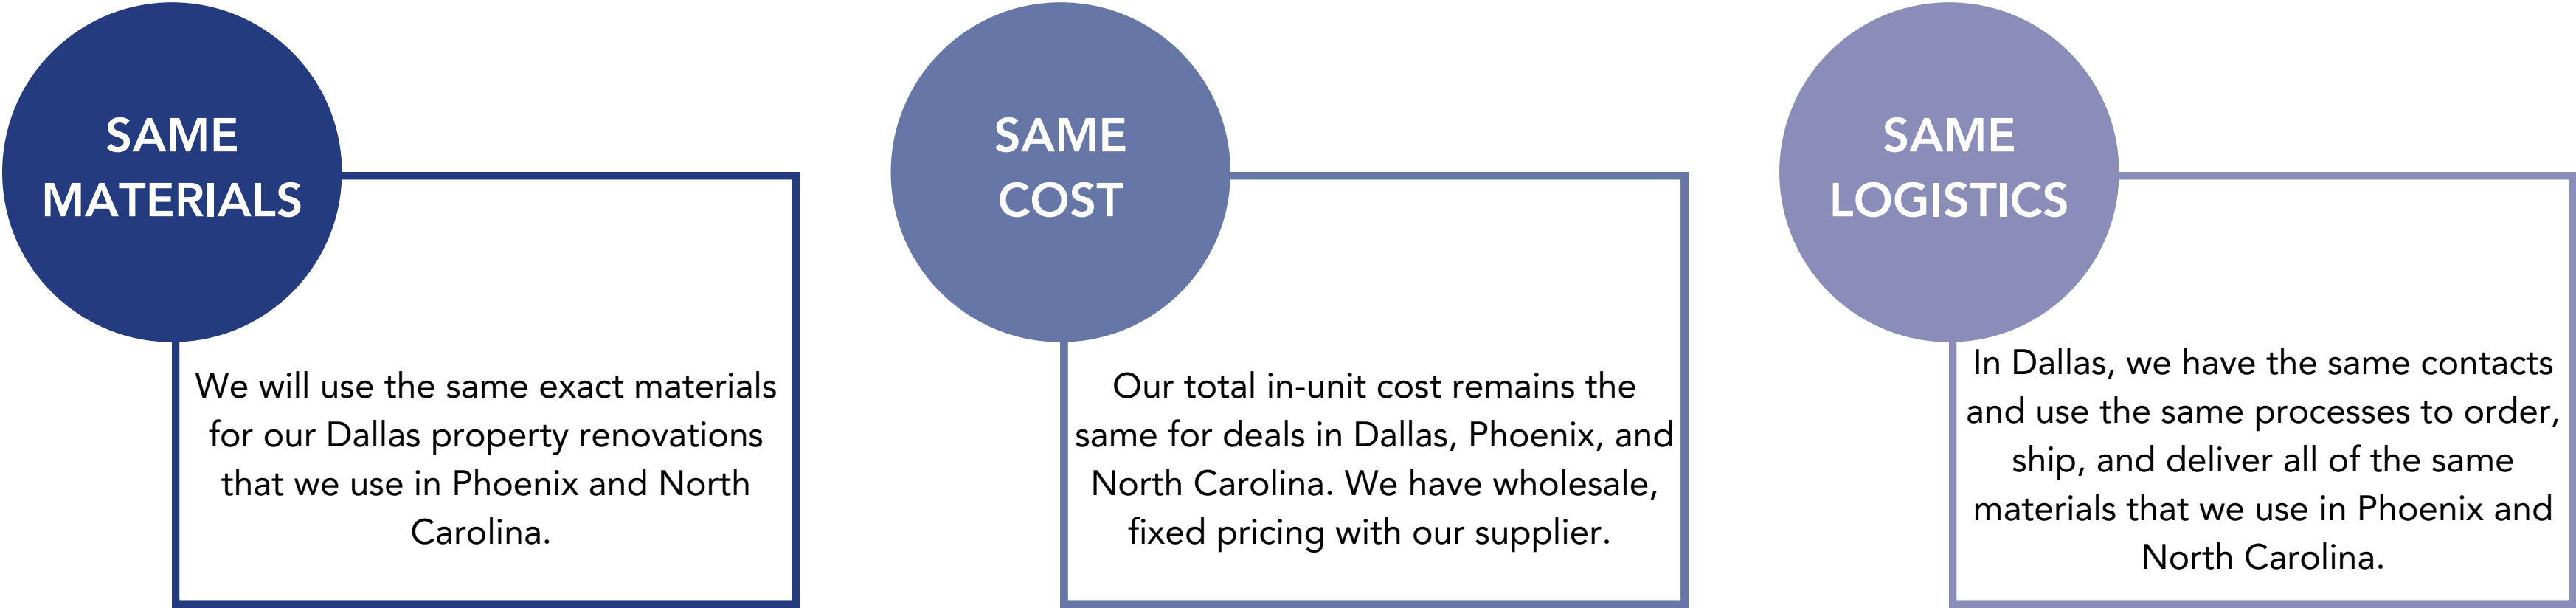 SAME
MATERIALS
We will use the same exact materials
for our Dallas property renovations
that we use in Phoenix and North
Carolina.
SAME
COST
Our total in-unit cost remains the
same for deals in Dallas, Phoenix, and
North Carolina. We have wholesale,
fixed pricing with our supplier.
SAME
LOGISTICS
In Dallas, we have the same contacts
and use the same processes to order,
ship, and deliver all of the same
materials that we use in Phoenix and
North Carolina.